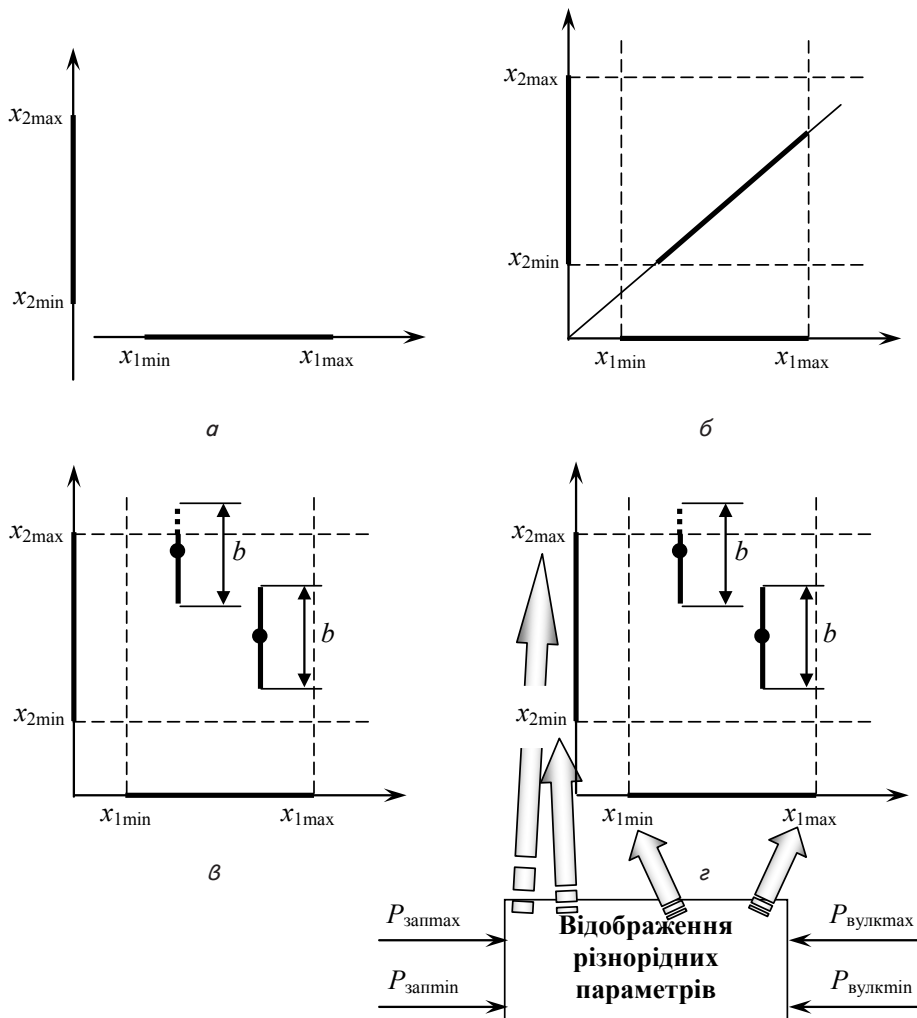 x2max
x2min
x1min
x1max
а
x2max
x2min
x1min
x1max
б
x2max
b
b
x2min
x1min
x1max
в
x2max
b
b
x2min
x1min
x1max
г
Pзапmax
Pзапmin
Відображення
різнорідних
параметрів
Pвулкmax
Pвулкmin